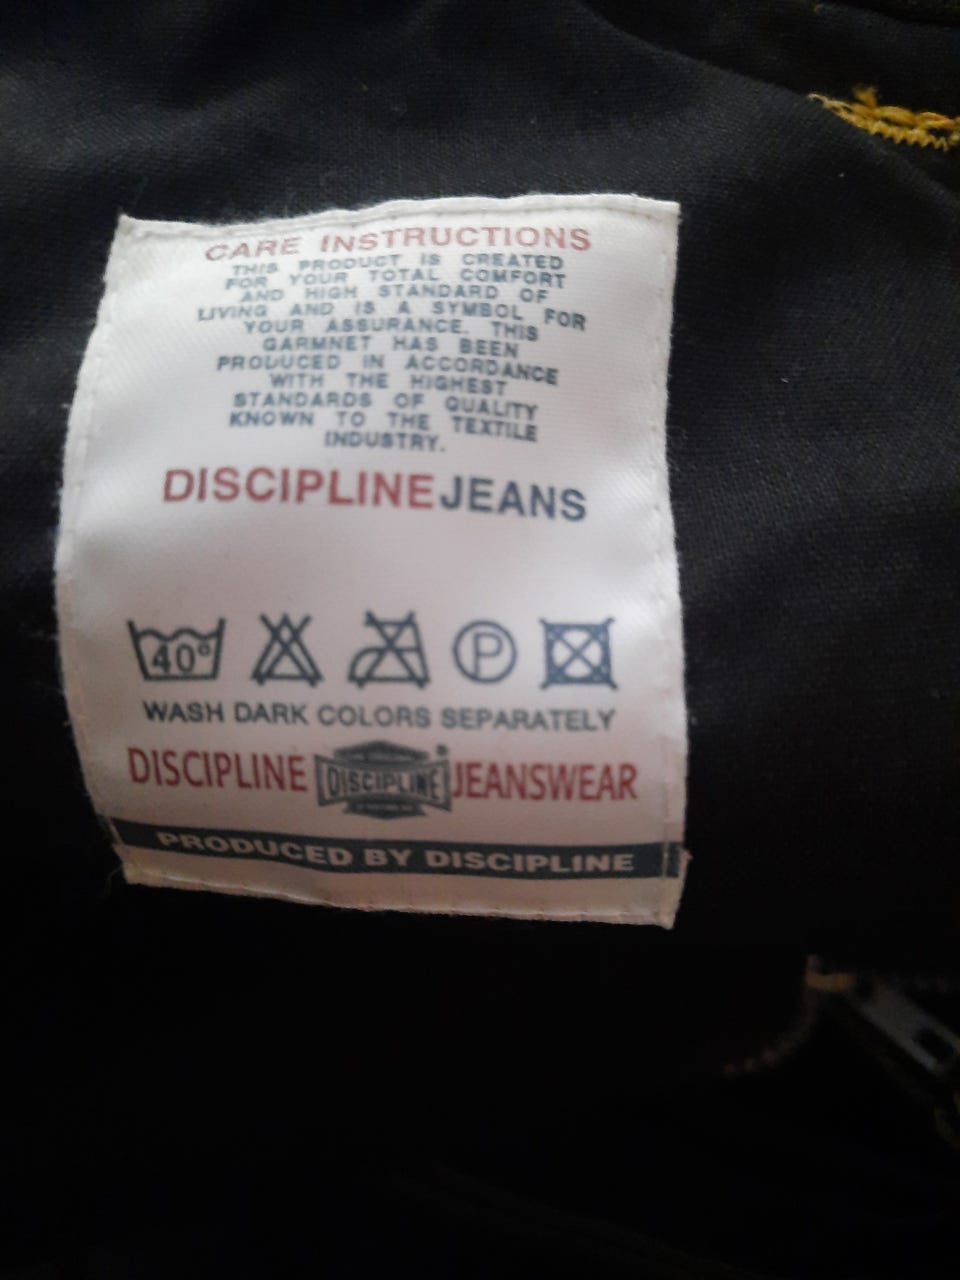 CARE INSTRUCTIONS
THIS PRODUCT IS CREATED
FOR YOUR TOTAL COMFORT
AND HIGH STANDARD OF
LIVING AND IS A SYMBOL FOR
YOUR ASSURANCE. THIS
GARMNET HAS BEEN
PRODUCED IN ACCORDANCE
WITH THE HIGHEST
STANDARDS OF QUALITY
KNOWN TO THE TEXTILE
INDUSTRY.
DISCIPLINE JEANS
40° P
WASH DARK COLORS SEPARATELY
DISCIPLINE DISCIPLINE JEANSWEAR
PRODUCED BY DISCIPLINE